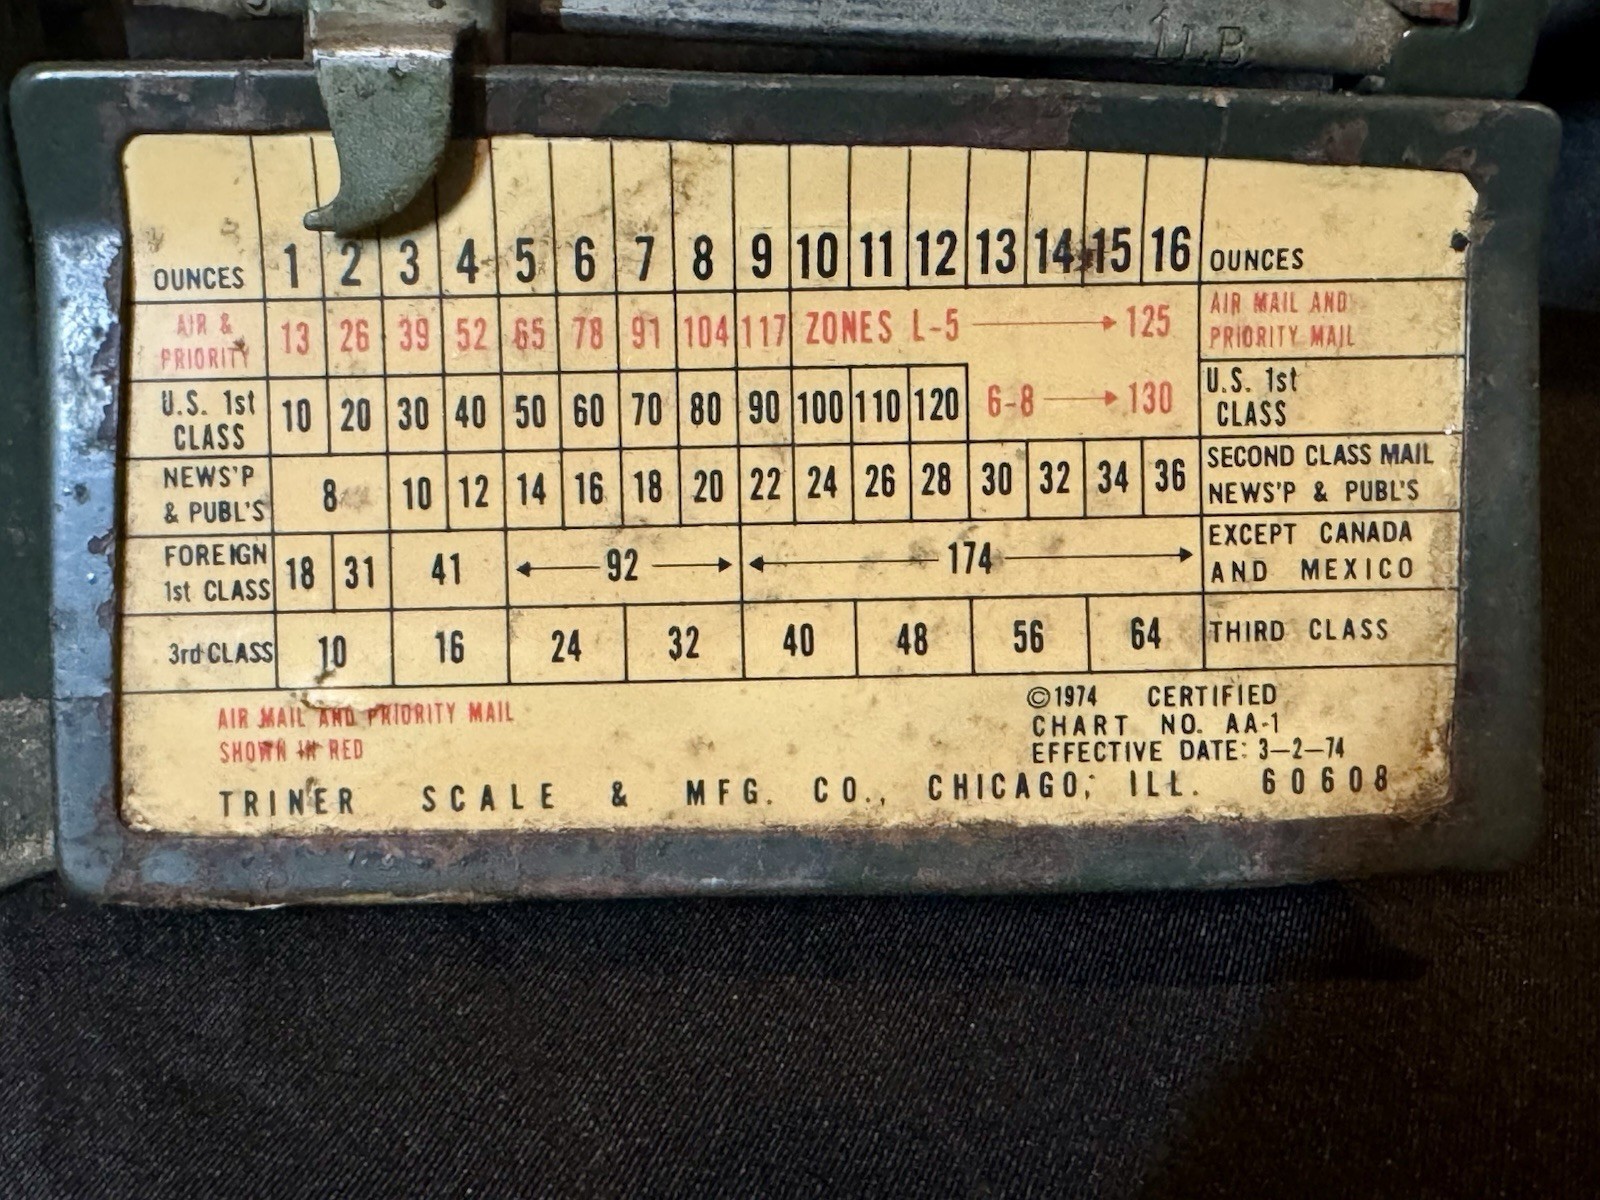 1 LB
OUNCES 1 2 3 4 5 6 7 8 9 10 11 12 13 14 15 16 OUNCES
AIR & PRIORITY 13 26 39 52 65 78 91 104 117 ZONES L-5 → 125 AIR MAIL AND PRIORITY MAIL
U.S. 1st CLASS 10 20 30 40 50 60 70 80 90 100 110 120 6-8 → 130 U.S. 1st CLASS
NEWS'P & PUBL'S 8 10 12 14 16 18 20 22 24 26 28 30 32 34 36 SECOND CLASS MAIL NEWS'P & PUBL'S
FOREIGN 1st CLASS 18 31 41 ← 92 → ← 174 → EXCEPT CANADA AND MEXICO
3rd CLASS 10 16 24 32 40 48 56 64 THIRD CLASS
AIR MAIL AND PRIORITY MAIL
SHOWN IN RED
©1974 CERTIFIED
CHART NO. AA-1
EFFECTIVE DATE: 3-2-74
TRINER SCALE & MFG. CO., CHICAGO, ILL. 60608